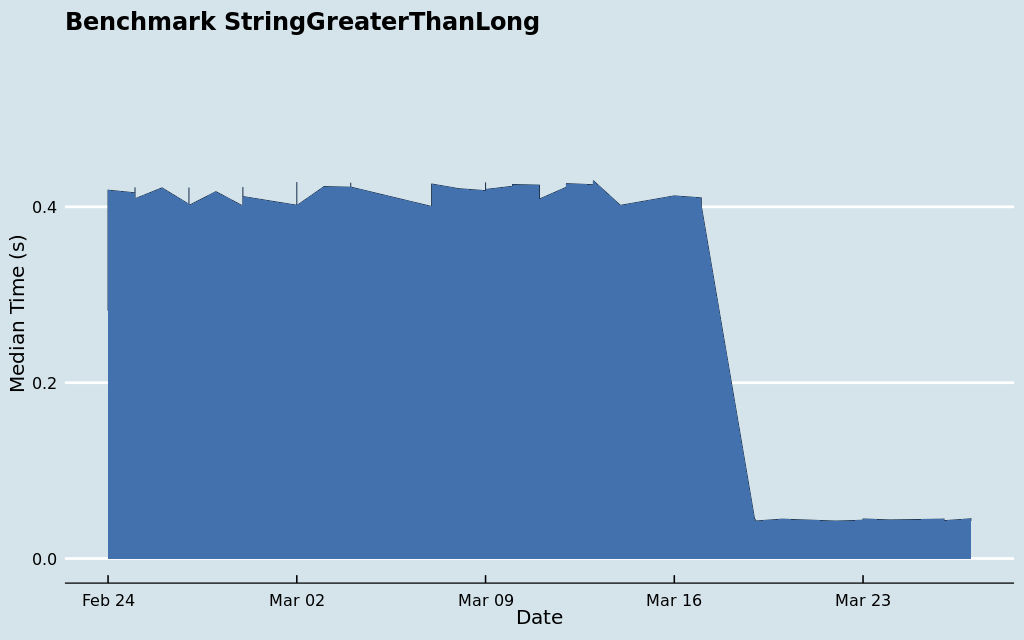 Benchmark StringGreaterThanLong
Median Time (s)
0.4
0.2
0.0
Feb 24 Mar 02 Mar 09 Mar 16 Mar 23
Date